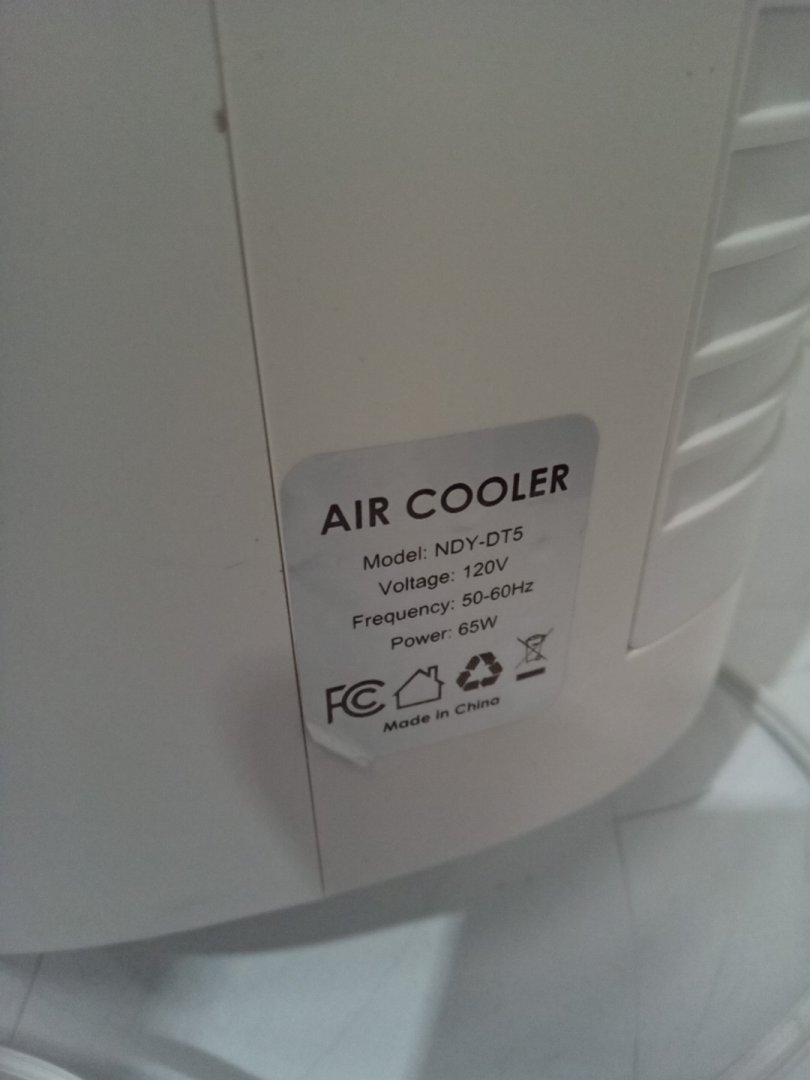 AIR COOLER
Model: NDY-DT5
Voltage: 120V
Frequency: 50-60Hz
Power: 65W
FC
Made in China